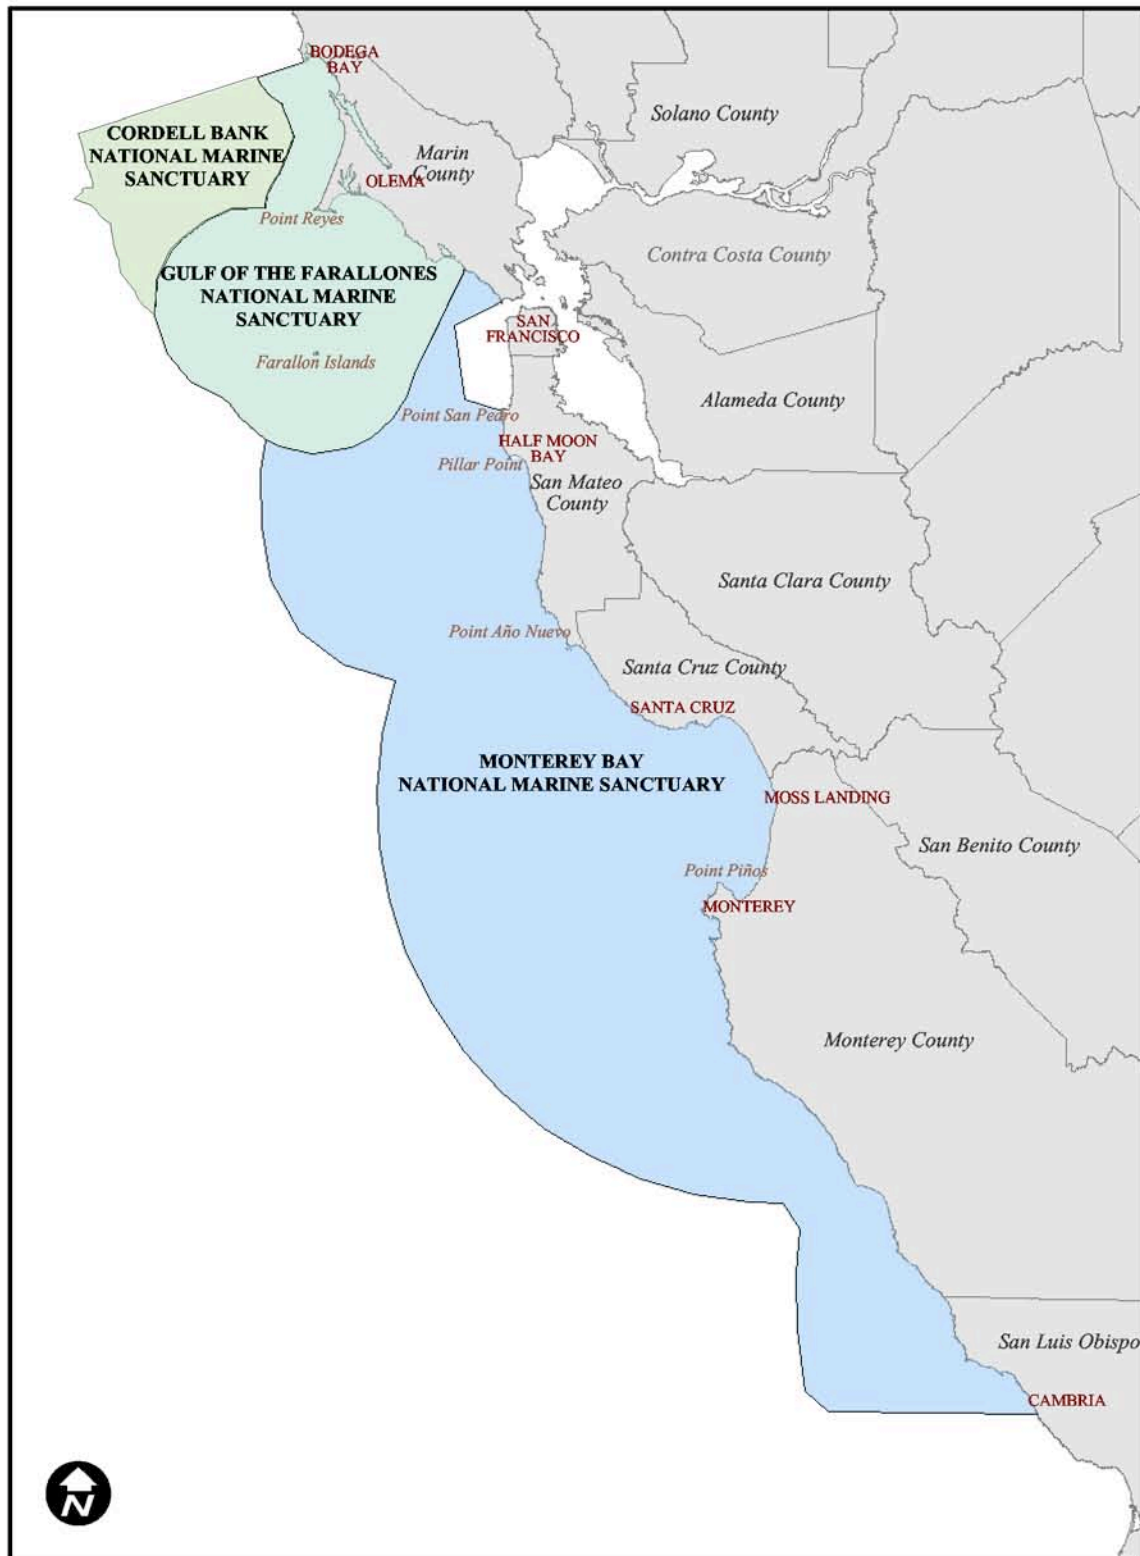 BODEGA
BAY
Solano County
CORDELL BANK
NATIONAL MARINE
SANCTUARY
Marin
County
OLEMA
Point Reyes
Contra Costa County
GULF OF THE FARALLONES
NATIONAL MARINE
SANCTUARY
SAN
FRANCISCO
Farallon Islands
Alameda County
Point San Pedro
HALF MOON
BAY
Pillar Point
San Mateo
County
Santa Clara County
Point Año Nuevo
Santa Cruz County
SANTA CRUZ
MONTEREY BAY
NATIONAL MARINE SANCTUARY
MOSS LANDING
San Benito County
Point Piños
MONTEREY
Monterey County
San Luis Obispo
CAMBRIA
N